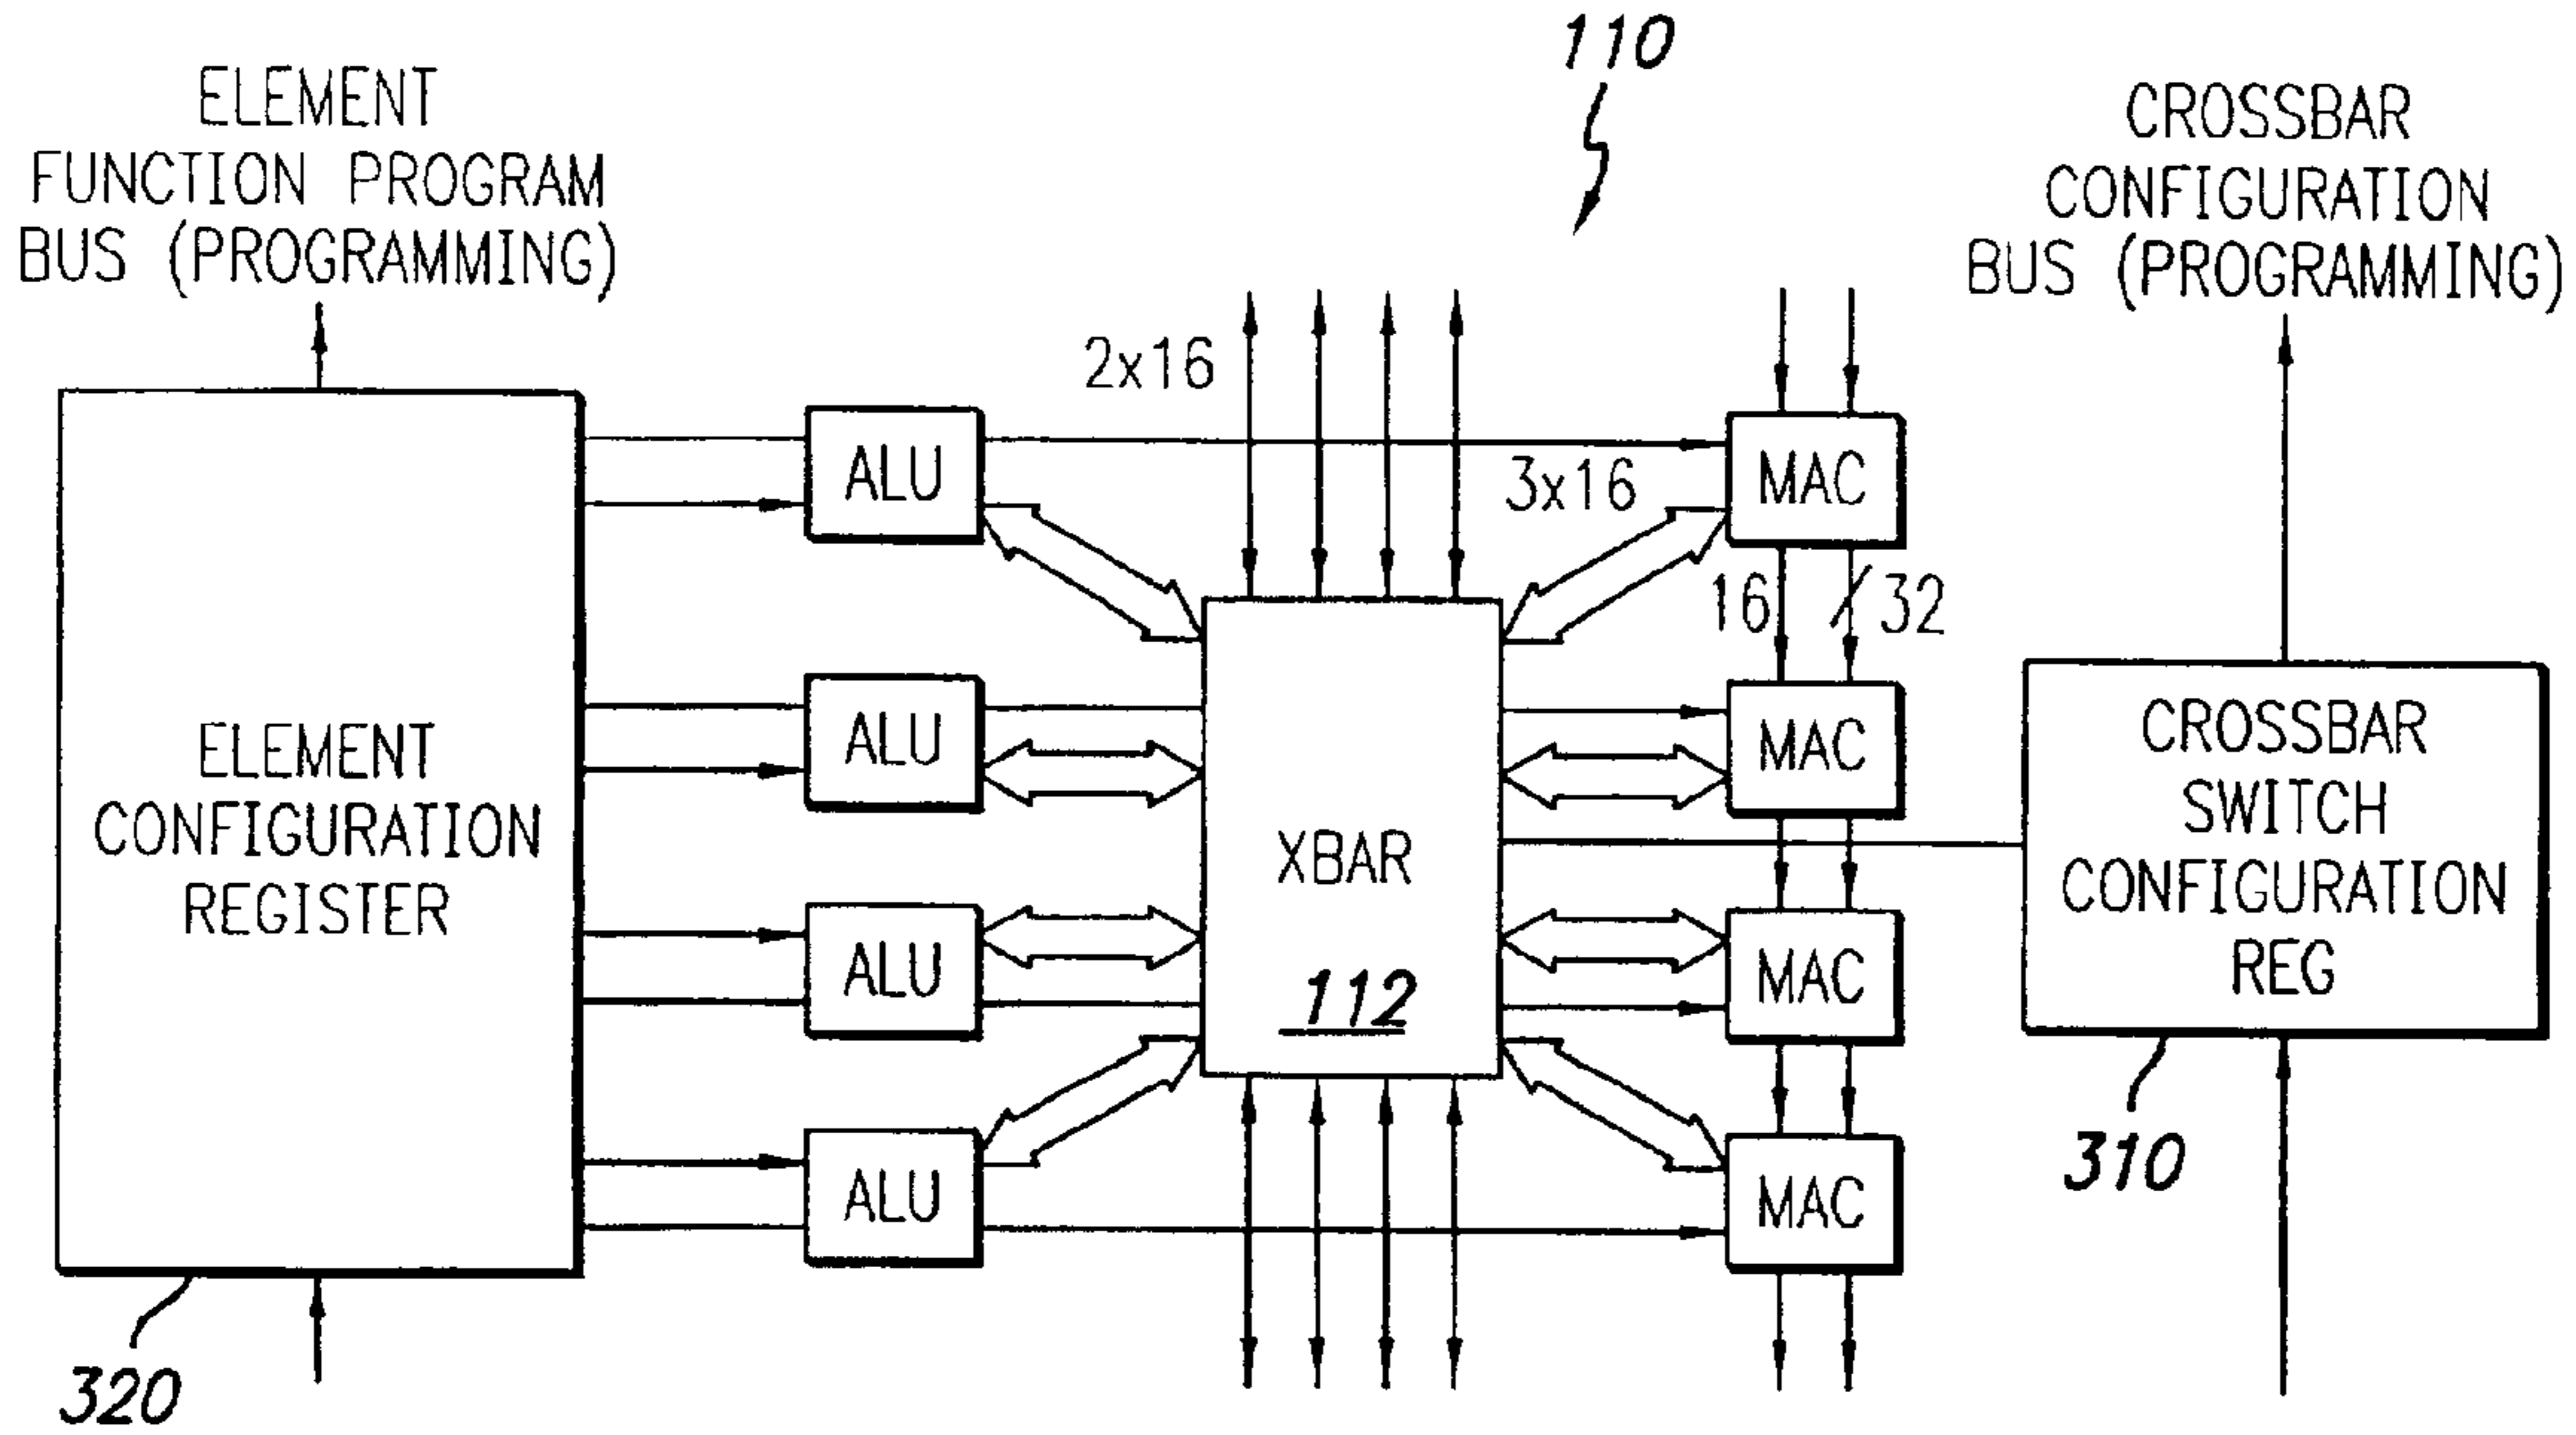 110
ELEMENT
FUNCTION PROGRAM
BUS (PROGRAMMING)
CROSSBAR
CONFIGURATION
BUS (PROGRAMMING)
2x16
ALU
3x16
MAC
16
32
ELEMENT
CONFIGURATION
REGISTER
ALU
XBAR
112
MAC
CROSSBAR
SWITCH
CONFIGURATION
REG
ALU
MAC
310
ALU
MAC
320